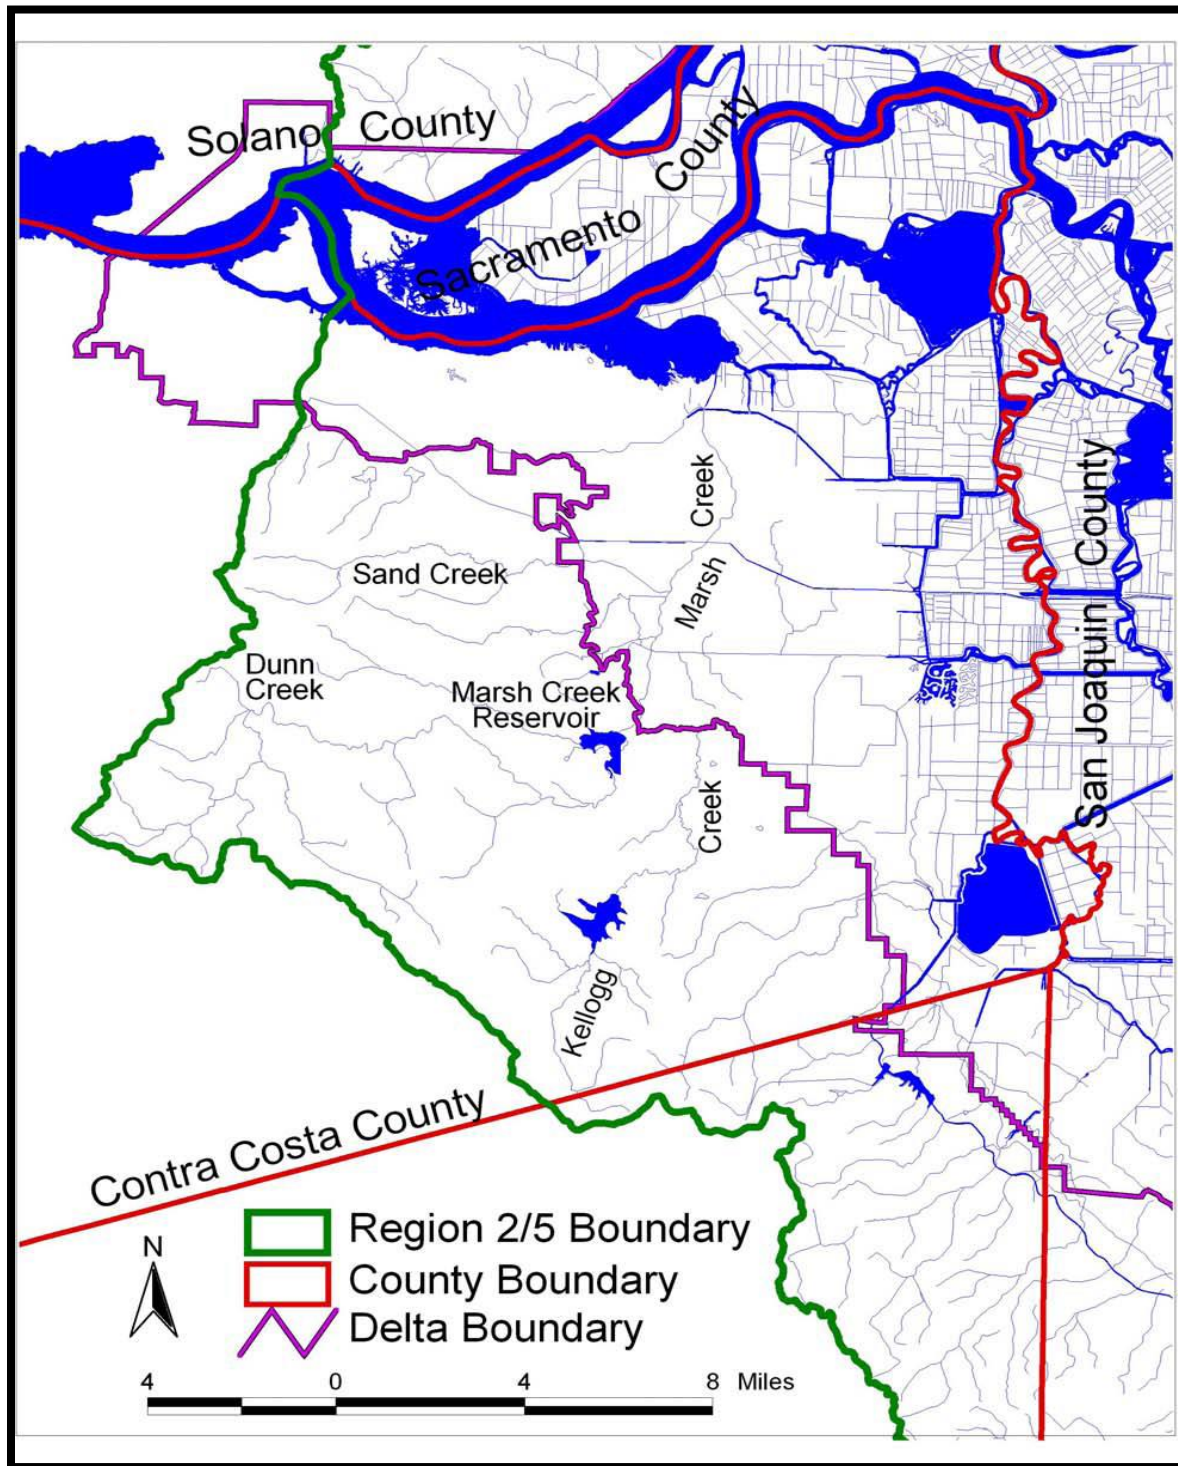 Solano County
Sacramento County
Creek
Marsh
San Joaquin County
Sand Creek
Dunn
Creek
Marsh Creek
Reservoir
Creek
Kellogg
Contra Costa County
Region 2/5 Boundary
County Boundary
Delta Boundary
N
4 0 4 8 Miles